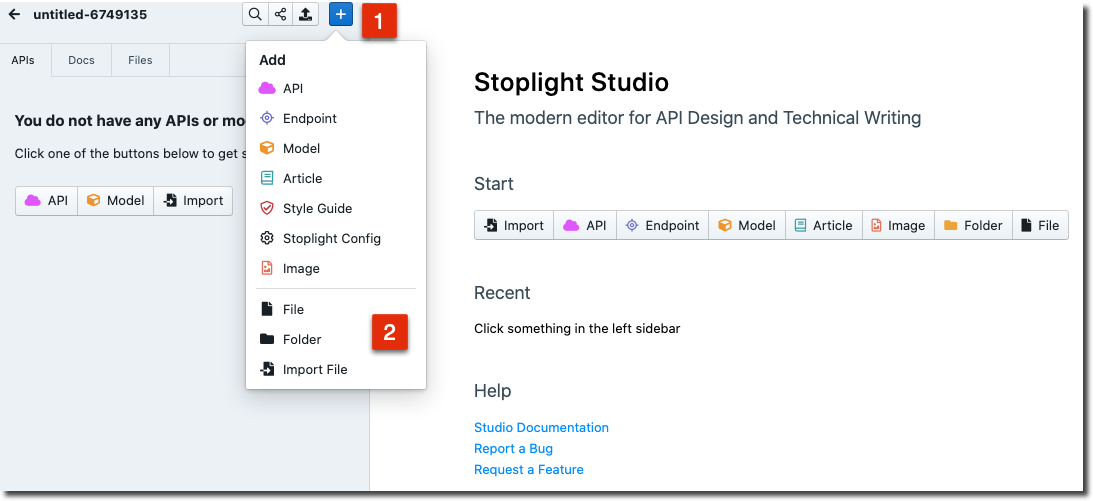 untitled-6749135
1
APIs
Docs
Files
You do not have any APIs or mo
Click one of the buttons below to get s
API
Model
Import
Add
API
Endpoint
Model
Article
Style Guide
Stoplight Config
Image
File
Folder
Import File
2
Stoplight Studio
The modern editor for API Design and Technical Writing
Start
Import
API
Endpoint
Model
Article
Image
Folder
File
Recent
Click something in the left sidebar
Help
Studio Documentation
Report a Bug
Request a Feature